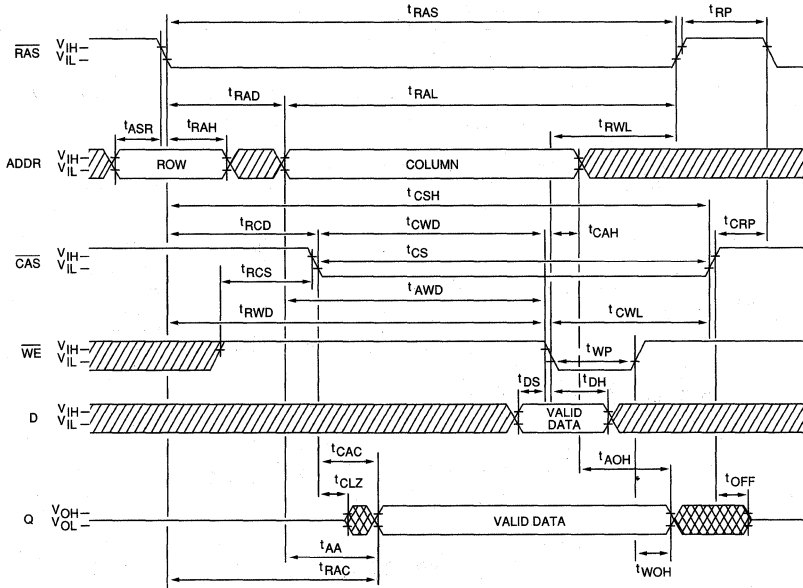 tRAS
tRP
RAS
VIH
VIL
tRAD
tRAL
tASR
tRAH
tRWL
ADDR
VIH
VIL
ROW
COLUMN
tCSH
tRCD
tCWD
tCAH
tCRP
CAS
VIH
VIL
tCS
tRCS
tAWD
tRWD
tCWL
WE
VIH
VIL
tWP
tDS
tDH
D
VIH
VIL
VALID
DATA
tCAC
tAOH
tCLZ
tOFF
Q
VOH
VOL
VALID DATA
tAA
tWOH
tRAC